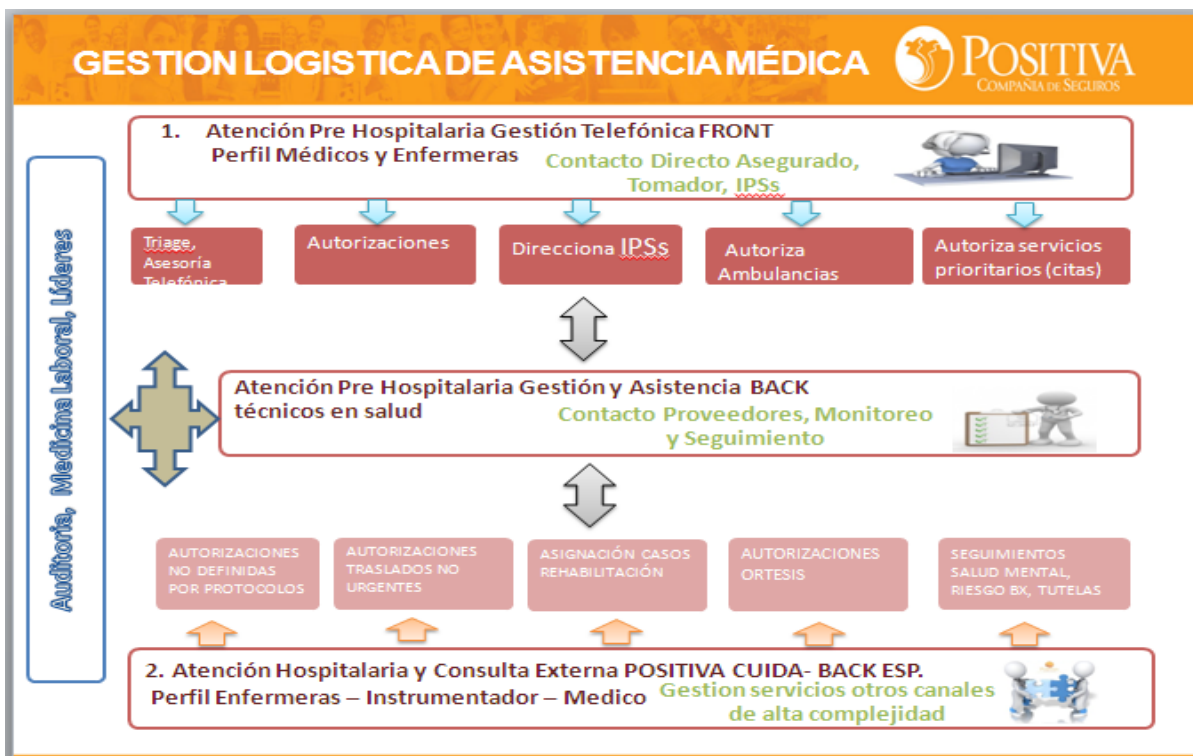 GESTION LOGISTICA DE ASISTENCIA MÉDICA
POSITIVA
COMPAÑIA DE SEGUROS
Auditoria, Medicina Laboral, Líderes
1. Atención Pre Hospitalaria Gestión Telefónica FRONT
Perfil Médicos y Enfermeras
Contacto Directo Asegurado,
Tomador, IPSs
Triage,
Asesoría
Telefónica
Autorizaciones
Direcciona IPSs
Autoriza
Ambulancias
Autoriza servicios
prioritarios (citas)
Atención Pre Hospitalaria Gestión y Asistencia BACK
técnicos en salud
Contacto Proveedores, Monitoreo
y Seguimiento
AUTORIZACIONES
NO DEFINIDAS
POR PROTOCOLOS
AUTORIZACIONES
TRASLADOS NO
URGENTES
ASIGNACIÓN CASOS
REHABILITACIÓN
AUTORIZACIONES
ORTESIS
SEGUIMIENTOS
SALUD MENTAL,
RIESGO BX, TUTELAS
2. Atención Hospitalaria y Consulta Externa POSITIVA CUIDA- BACK ESP.
Perfil Enfermeras – Instrumentador – Medico
Gestion servicios otros canales
de alta complejidad